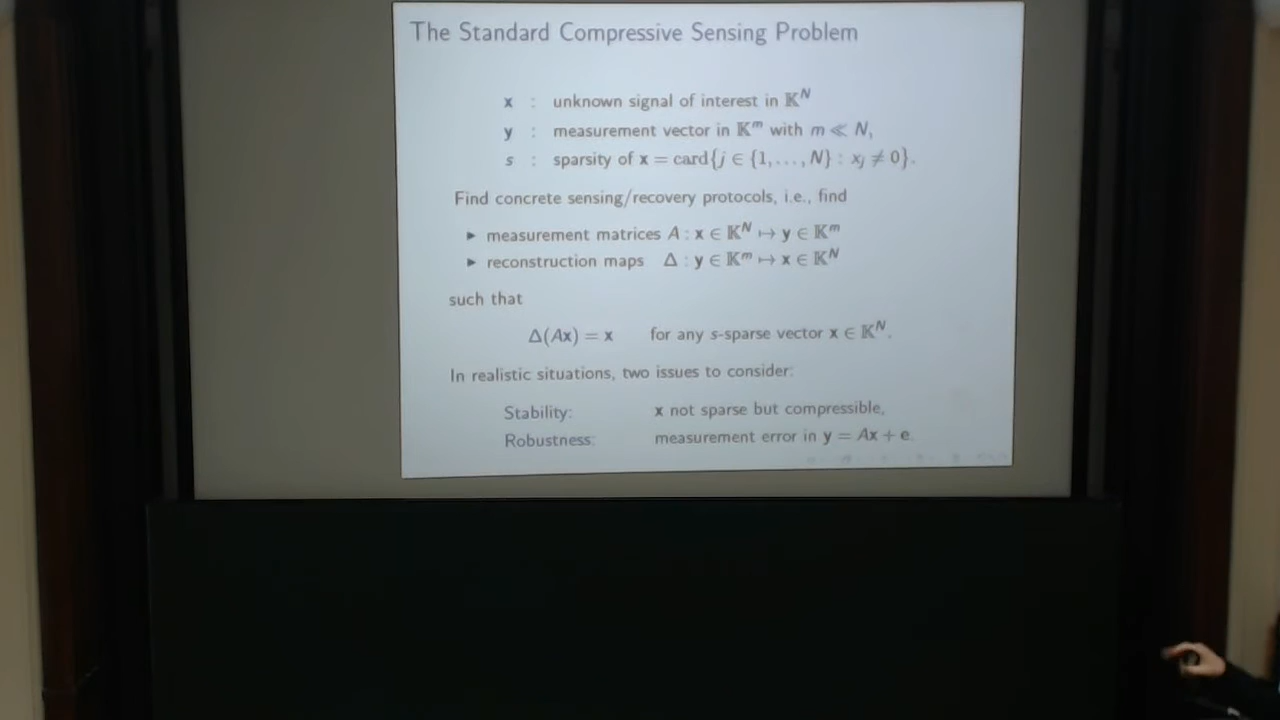 The Standard Compressive Sensing Problem
x : unknown signal of interest in 𝕂^N
y : measurement vector in 𝕂^m with m ≪ N,
s : sparsity of x = card{j ∈ {1, . . . , N} : x_j ≠ 0}.
Find concrete sensing/recovery protocols, i.e., find
▶ measurement matrices A : x ∈ 𝕂^N ↦ y ∈ 𝕂^m
▶ reconstruction maps Δ : y ∈ 𝕂^m ↦ x ∈ 𝕂^N
such that
Δ(Ax) = x for any s-sparse vector x ∈ 𝕂^N.
In realistic situations, two issues to consider:
Stability: x not sparse but compressible,
Robustness: measurement error in y = Ax + e.